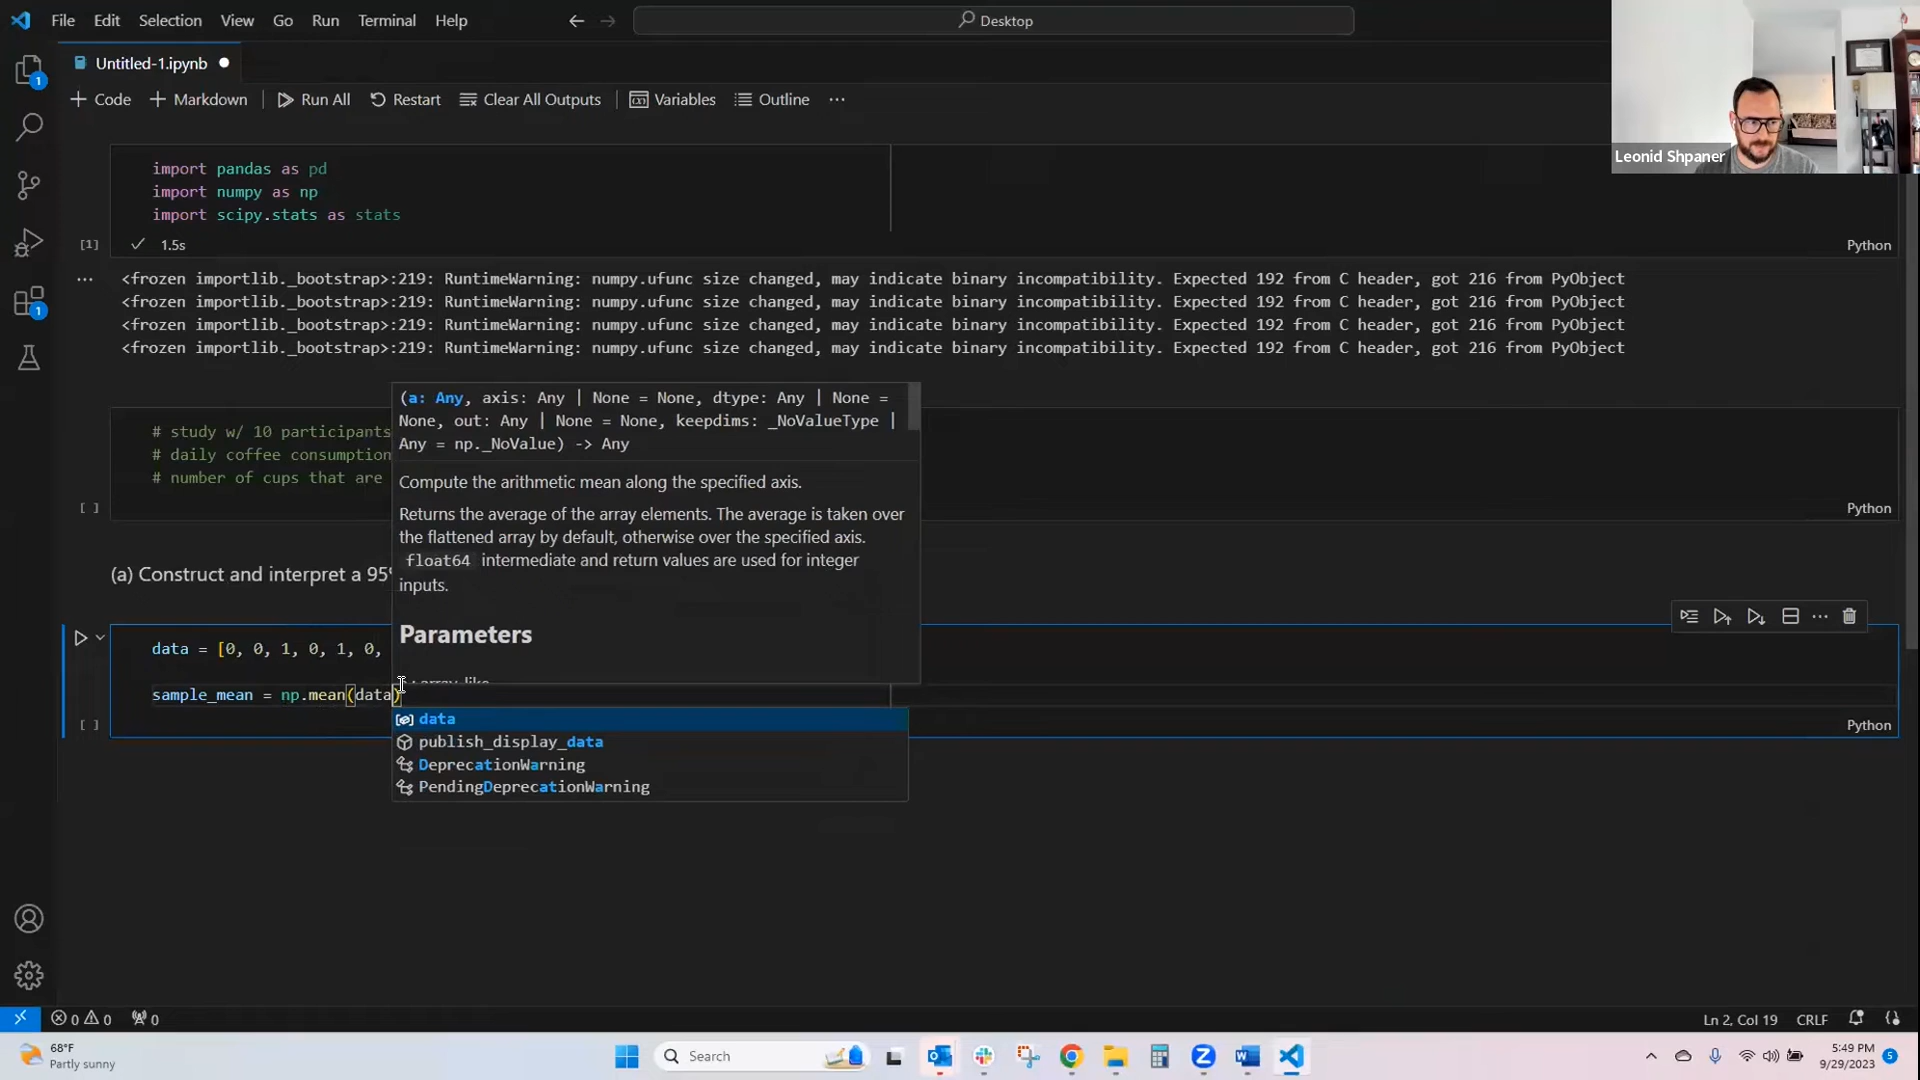 File Edit Selection View Go Run Terminal Help
Desktop
Untitled-1.ipynb
Code Markdown Run All Restart Clear All Outputs Variables Outline ...
Leonid Shpaner
import pandas as pd
import numpy as np
import scipy.stats as stats
[1] 1.5s
Python
... <frozen importlib._bootstrap>:219: RuntimeWarning: numpy.ufunc size changed, may indicate binary incompatibility. Expected 192 from C header, got 216 from PyObject
<frozen importlib._bootstrap>:219: RuntimeWarning: numpy.ufunc size changed, may indicate binary incompatibility. Expected 192 from C header, got 216 from PyObject
<frozen importlib._bootstrap>:219: RuntimeWarning: numpy.ufunc size changed, may indicate binary incompatibility. Expected 192 from C header, got 216 from PyObject
<frozen importlib._bootstrap>:219: RuntimeWarning: numpy.ufunc size changed, may indicate binary incompatibility. Expected 192 from C header, got 216 from PyObject
(a: Any, axis: Any | None = None, dtype: Any | None =
None, out: Any | None = None, keepdims: _NoValueType |
Any = np._NoValue) -> Any
# study w/ 10 participants
# daily coffee consumption
# number of cups that are
[ ]
Python
Compute the arithmetic mean along the specified axis.
Returns the average of the array elements. The average is taken over
the flattened array by default, otherwise over the specified axis.
float64 intermediate and return values are used for integer
inputs.
Parameters
(a) Construct and interpret a 95%
data = [0, 0, 1, 0, 1, 0,
sample_mean = np.mean(data)
[ ]
Python
data
publish_display_data
DeprecationWarning
PendingDeprecationWarning
0 0 0
Ln 2, Col 19 CRLF
68°F
Partly sunny
Search
5:49 PM
9/29/2023
5